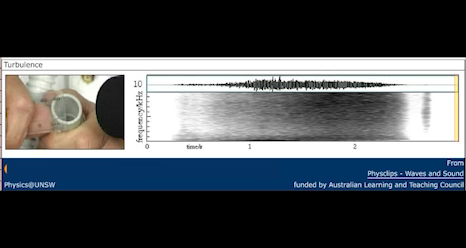 Turbulence
10
frequency/kHz
0
time/s
1
2
From
Physclips - Waves and Sound
Physics@UNSW
funded by Australian Learning and Teaching Council